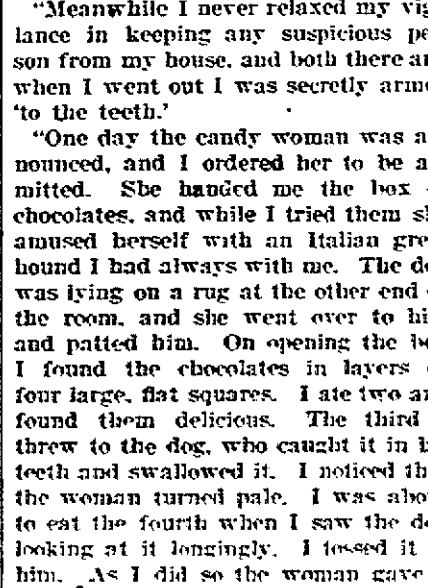 "Meanwhile I never relaxed my vig
lance in keeping any suspicious pe
son from my house, and both there an
when I went out I was secretly arme
'to the teeth.'
"One day the candy woman was a
nounced, and I ordered her to be a
mitted. She handed me the box
chocolates, and while I tried them sh
amused herself with an Italian gre
hound I had always with me. The do
was lying on a rug at the other end
the room, and she went over to hi
and patted him. On opening the bo
I found the chocolates in layers
four large, flat squares. I ate two an
found them delicious. The third
threw to the dog, who caught it in h
teeth and swallowed it. I noticed th
the woman turned pale. I was abo
to eat the fourth when I saw the do
looking at it longingly. I tossed it
him. As I did so the woman gave